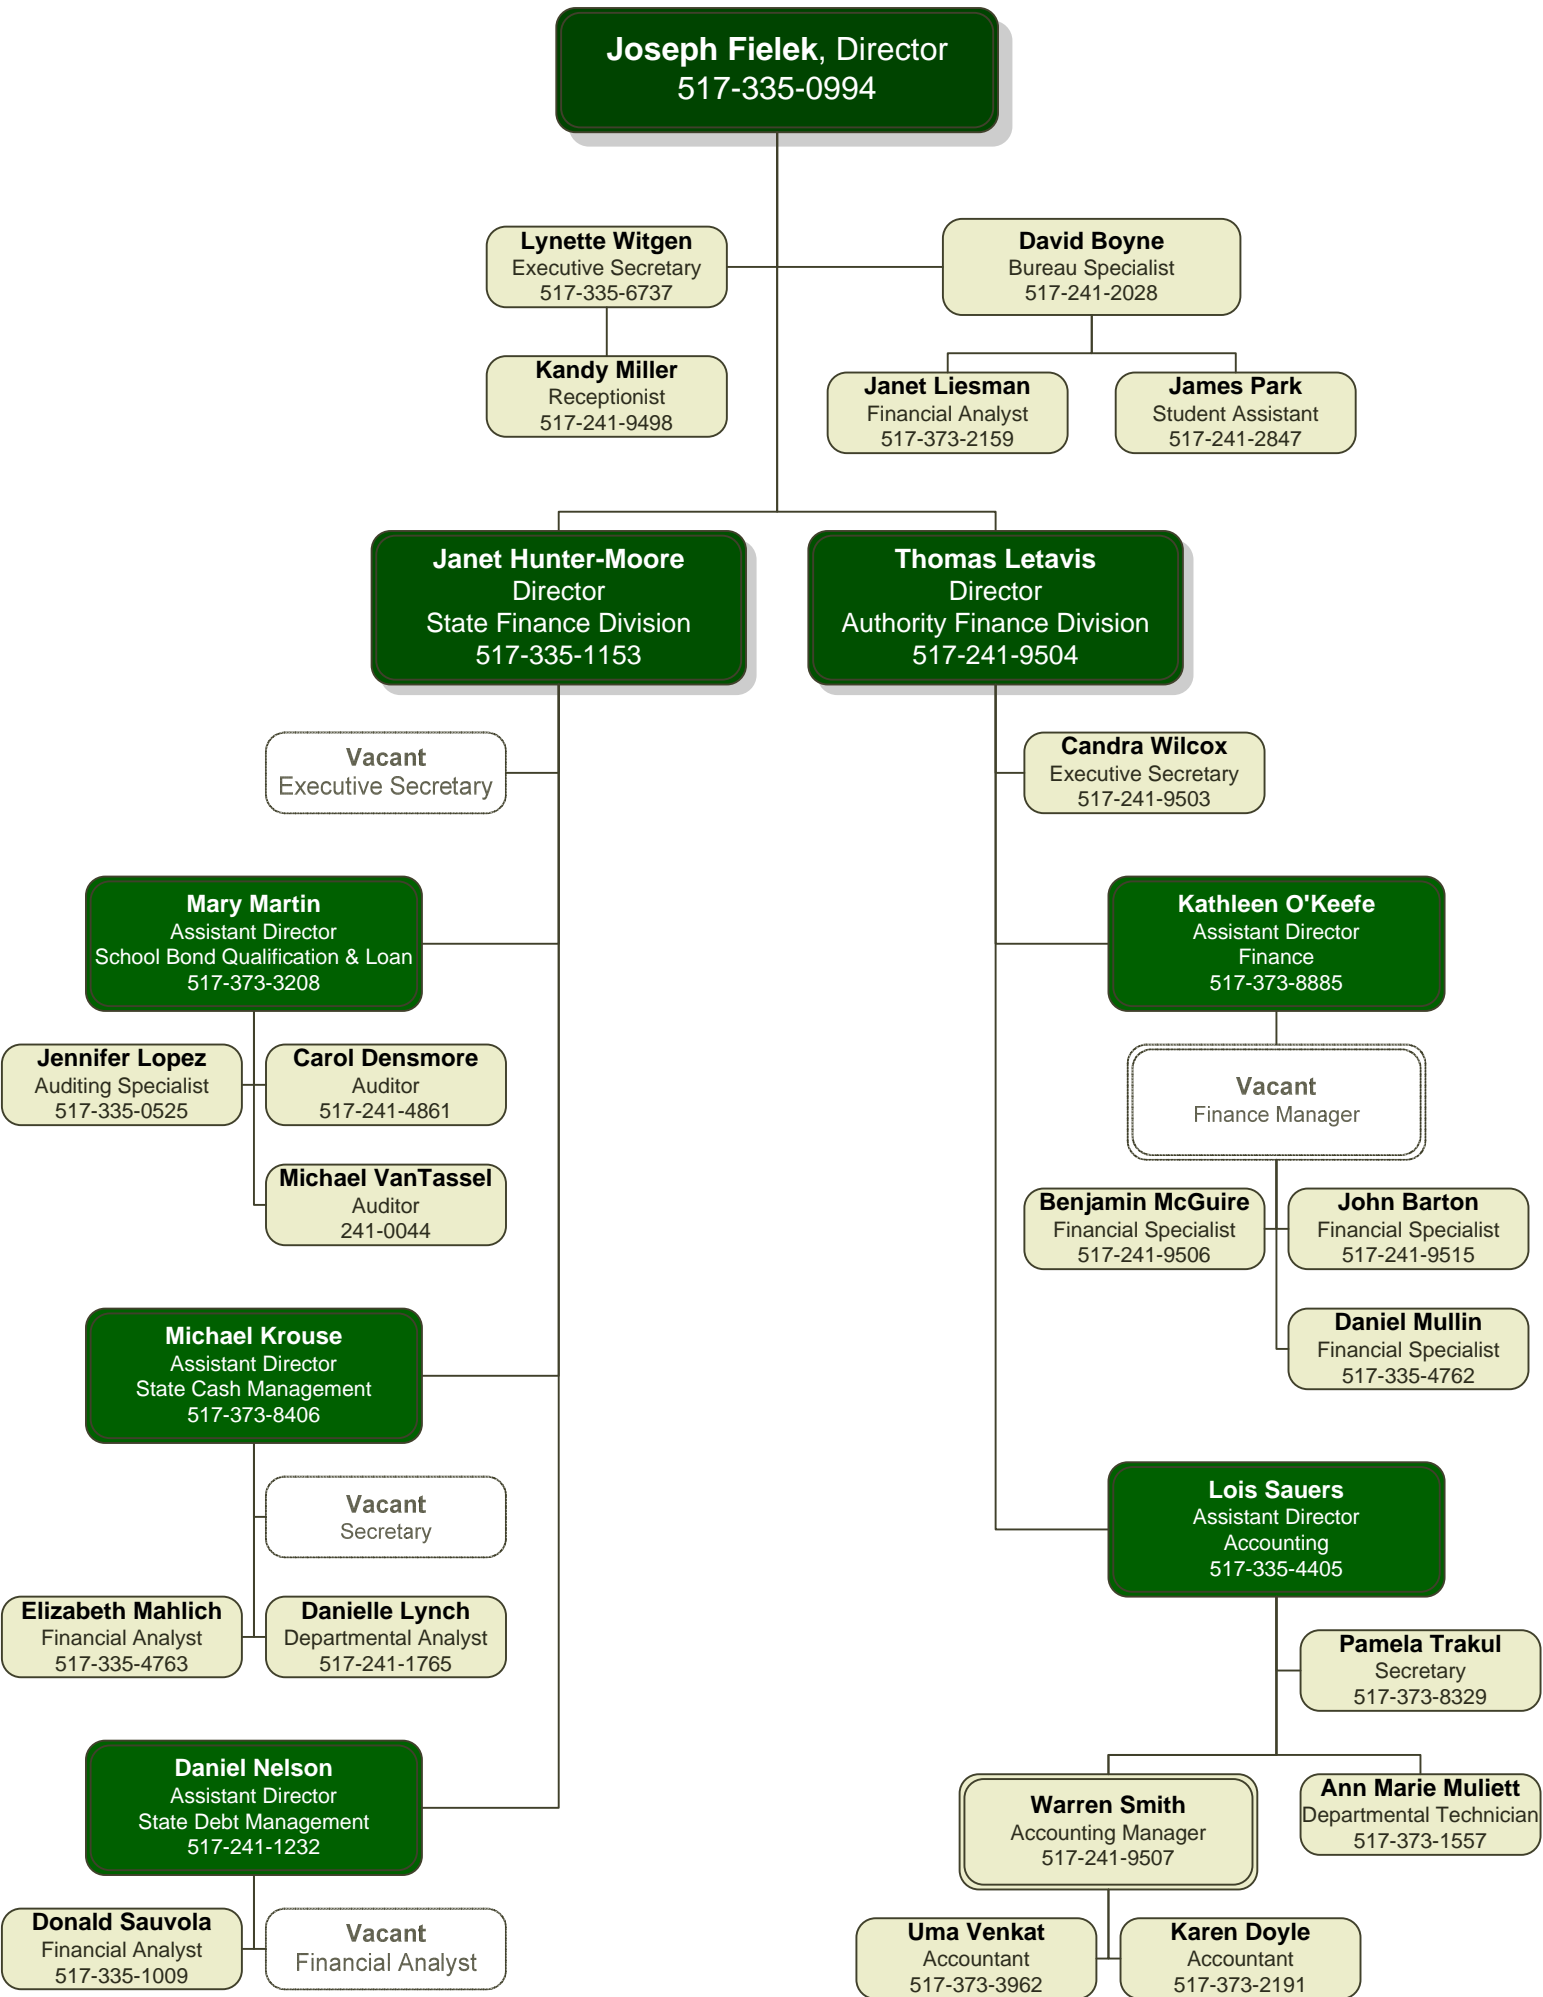 Joseph Fielek, Director
517-335-0994
Lynette Witgen
Executive Secretary
517-335-6737
David Boyne
Bureau Specialist
517-241-2028
Kandy Miller
Receptionist
517-241-9498
Janet Liesman
Financial Analyst
517-373-2159
James Park
Student Assistant
517-241-2847
Janet Hunter-Moore
Director
State Finance Division
517-335-1153
Thomas Letavis
Director
Authority Finance Division
517-241-9504
Vacant
Executive Secretary
Candra Wilcox
Executive Secretary
517-241-9503
Mary Martin
Assistant Director
School Bond Qualification & Loan
517-373-3208
Kathleen O'Keefe
Assistant Director
Finance
517-373-8885
Jennifer Lopez
Auditing Specialist
517-335-0525
Carol Densmore
Auditor
517-241-4861
Vacant
Finance Manager
Michael VanTassel
Auditor
241-0044
Benjamin McGuire
Financial Specialist
517-241-9506
John Barton
Financial Specialist
517-241-9515
Michael Krouse
Assistant Director
State Cash Management
517-373-8406
Daniel Mullin
Financial Specialist
517-335-4762
Vacant
Secretary
Lois Sauers
Assistant Director
Accounting
517-335-4405
Elizabeth Mahlich
Financial Analyst
517-335-4763
Danielle Lynch
Departmental Analyst
517-241-1765
Pamela Trakul
Secretary
517-373-8329
Daniel Nelson
Assistant Director
State Debt Management
517-241-1232
Warren Smith
Accounting Manager
517-241-9507
Ann Marie Muliett
Departmental Technician
517-373-1557
Donald Sauvola
Financial Analyst
517-335-1009
Vacant
Financial Analyst
Uma Venkat
Accountant
517-373-3962
Karen Doyle
Accountant
517-373-2191